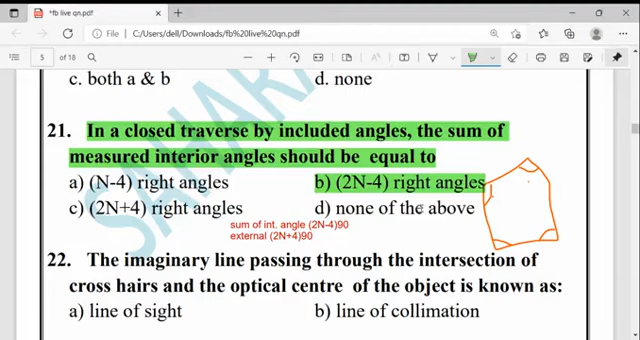 *fb live qn.pdf
File
C:/Users/dell/Downloads/fb%20live%20qn.pdf
5 of 18
c. both a & b d. none
21. In a closed traverse by included angles, the sum of
measured interior angles should be equal to
a) (N-4) right angles b) (2N-4) right angles
c) (2N+4) right angles d) none of the above
sum of int. angle (2N-4)90
external (2N+4)90
22. The imaginary line passing through the intersection of
cross hairs and the optical centre of the object is known as:
a) line of sight b) line of collimation
SAHARA